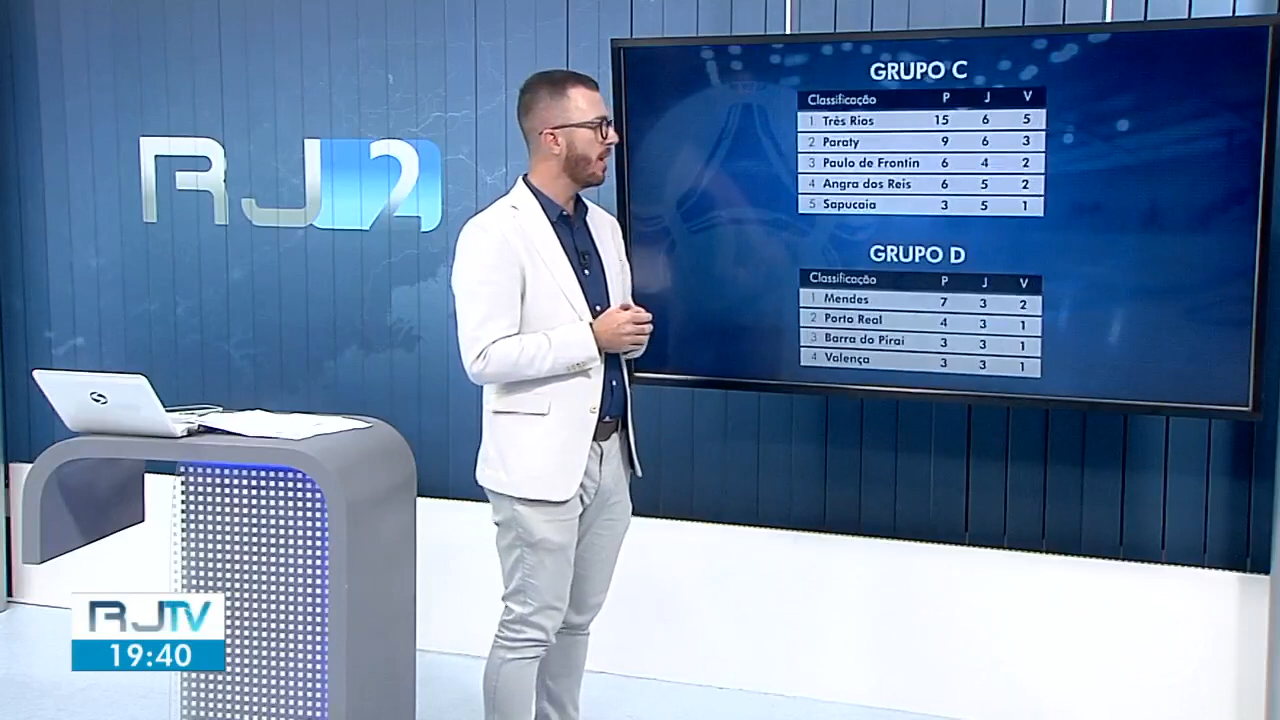 RJ2
GRUPO C
Classificação P J V
1 Três Rios 15 6 5
2 Paraty 9 6 3
3 Paulo de Frontin 6 4 2
4 Angra dos Reis 6 5 2
5 Sapucaia 3 5 1
GRUPO D
Classificação P J V
1 Mendes 7 3 2
2 Porto Real 4 3 1
3 Barra do Piraí 3 3 1
4 Valença 3 3 1
RJTV
19:40